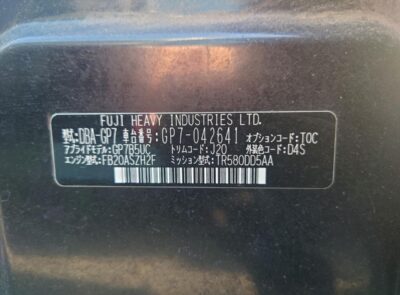 FUJI HEAVY INDUSTRIES LTD.
型式:DBA-GP7 車台番号:GP7-042641 オプションコード:TOC
アプライドモデル:GP7B5UC トリムコード:J20 外装色コード:D4S
エンジン型式:FB20ASZH2F ミッション型式:TR580DD5AA